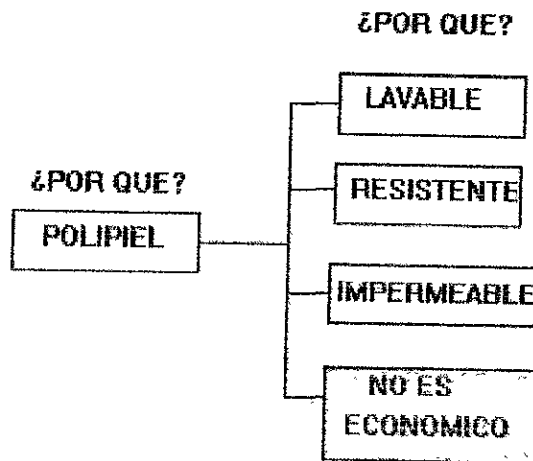 ¿POR QUE?
LAVABLE
RESISTENTE
¿POR QUE?
POLIPIEL
IMPERMEABLE
NO ES
ECONOMICO